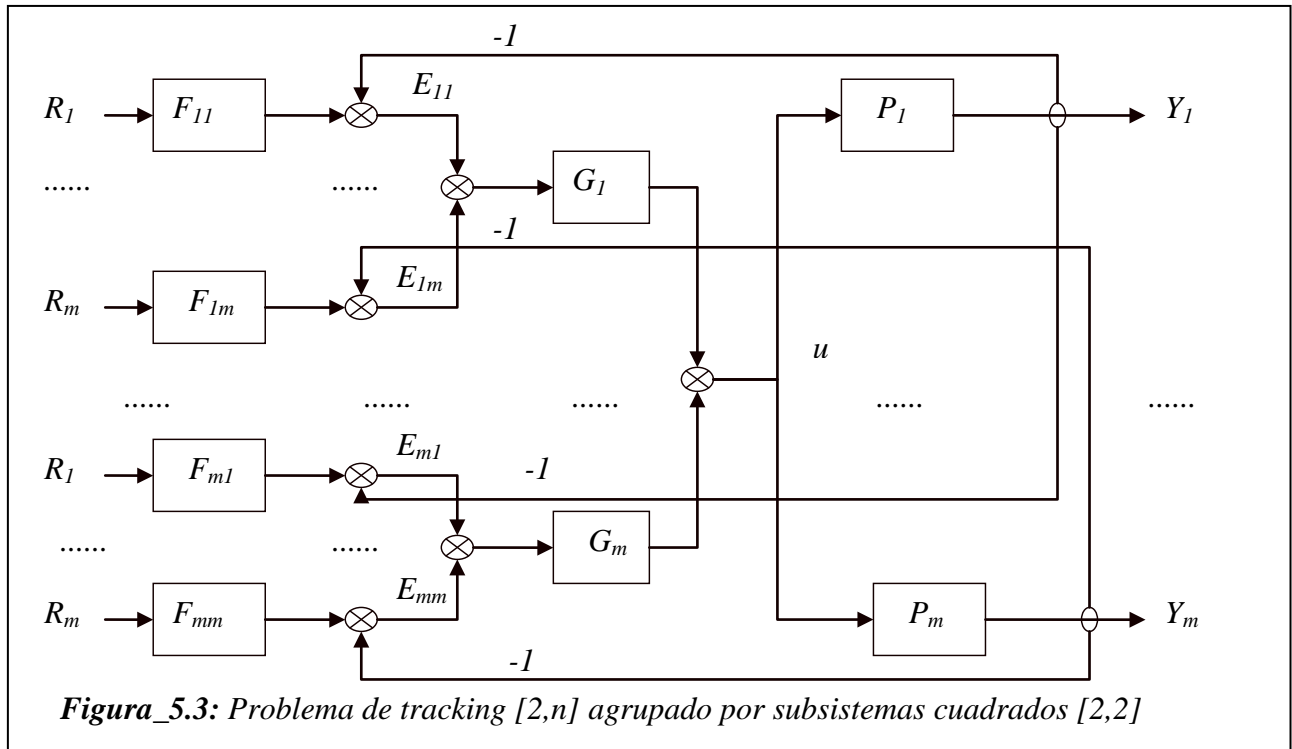 -1
R1 F11 E11 P1 Y1
...... ...... G1
-1
Rm F1m E1m
u
...... ...... ...... ...... ......
R1 Fm1 Em1 -1
...... ...... Gm
Rm Fmm Emm Pm Ym
-1
Figura_5.3: Problema de tracking [2,n] agrupado por subsistemas cuadrados [2,2]